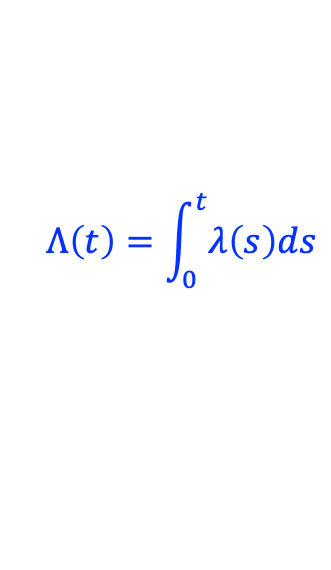 Λ(t) = ∫₀ᵗ λ(s)ds